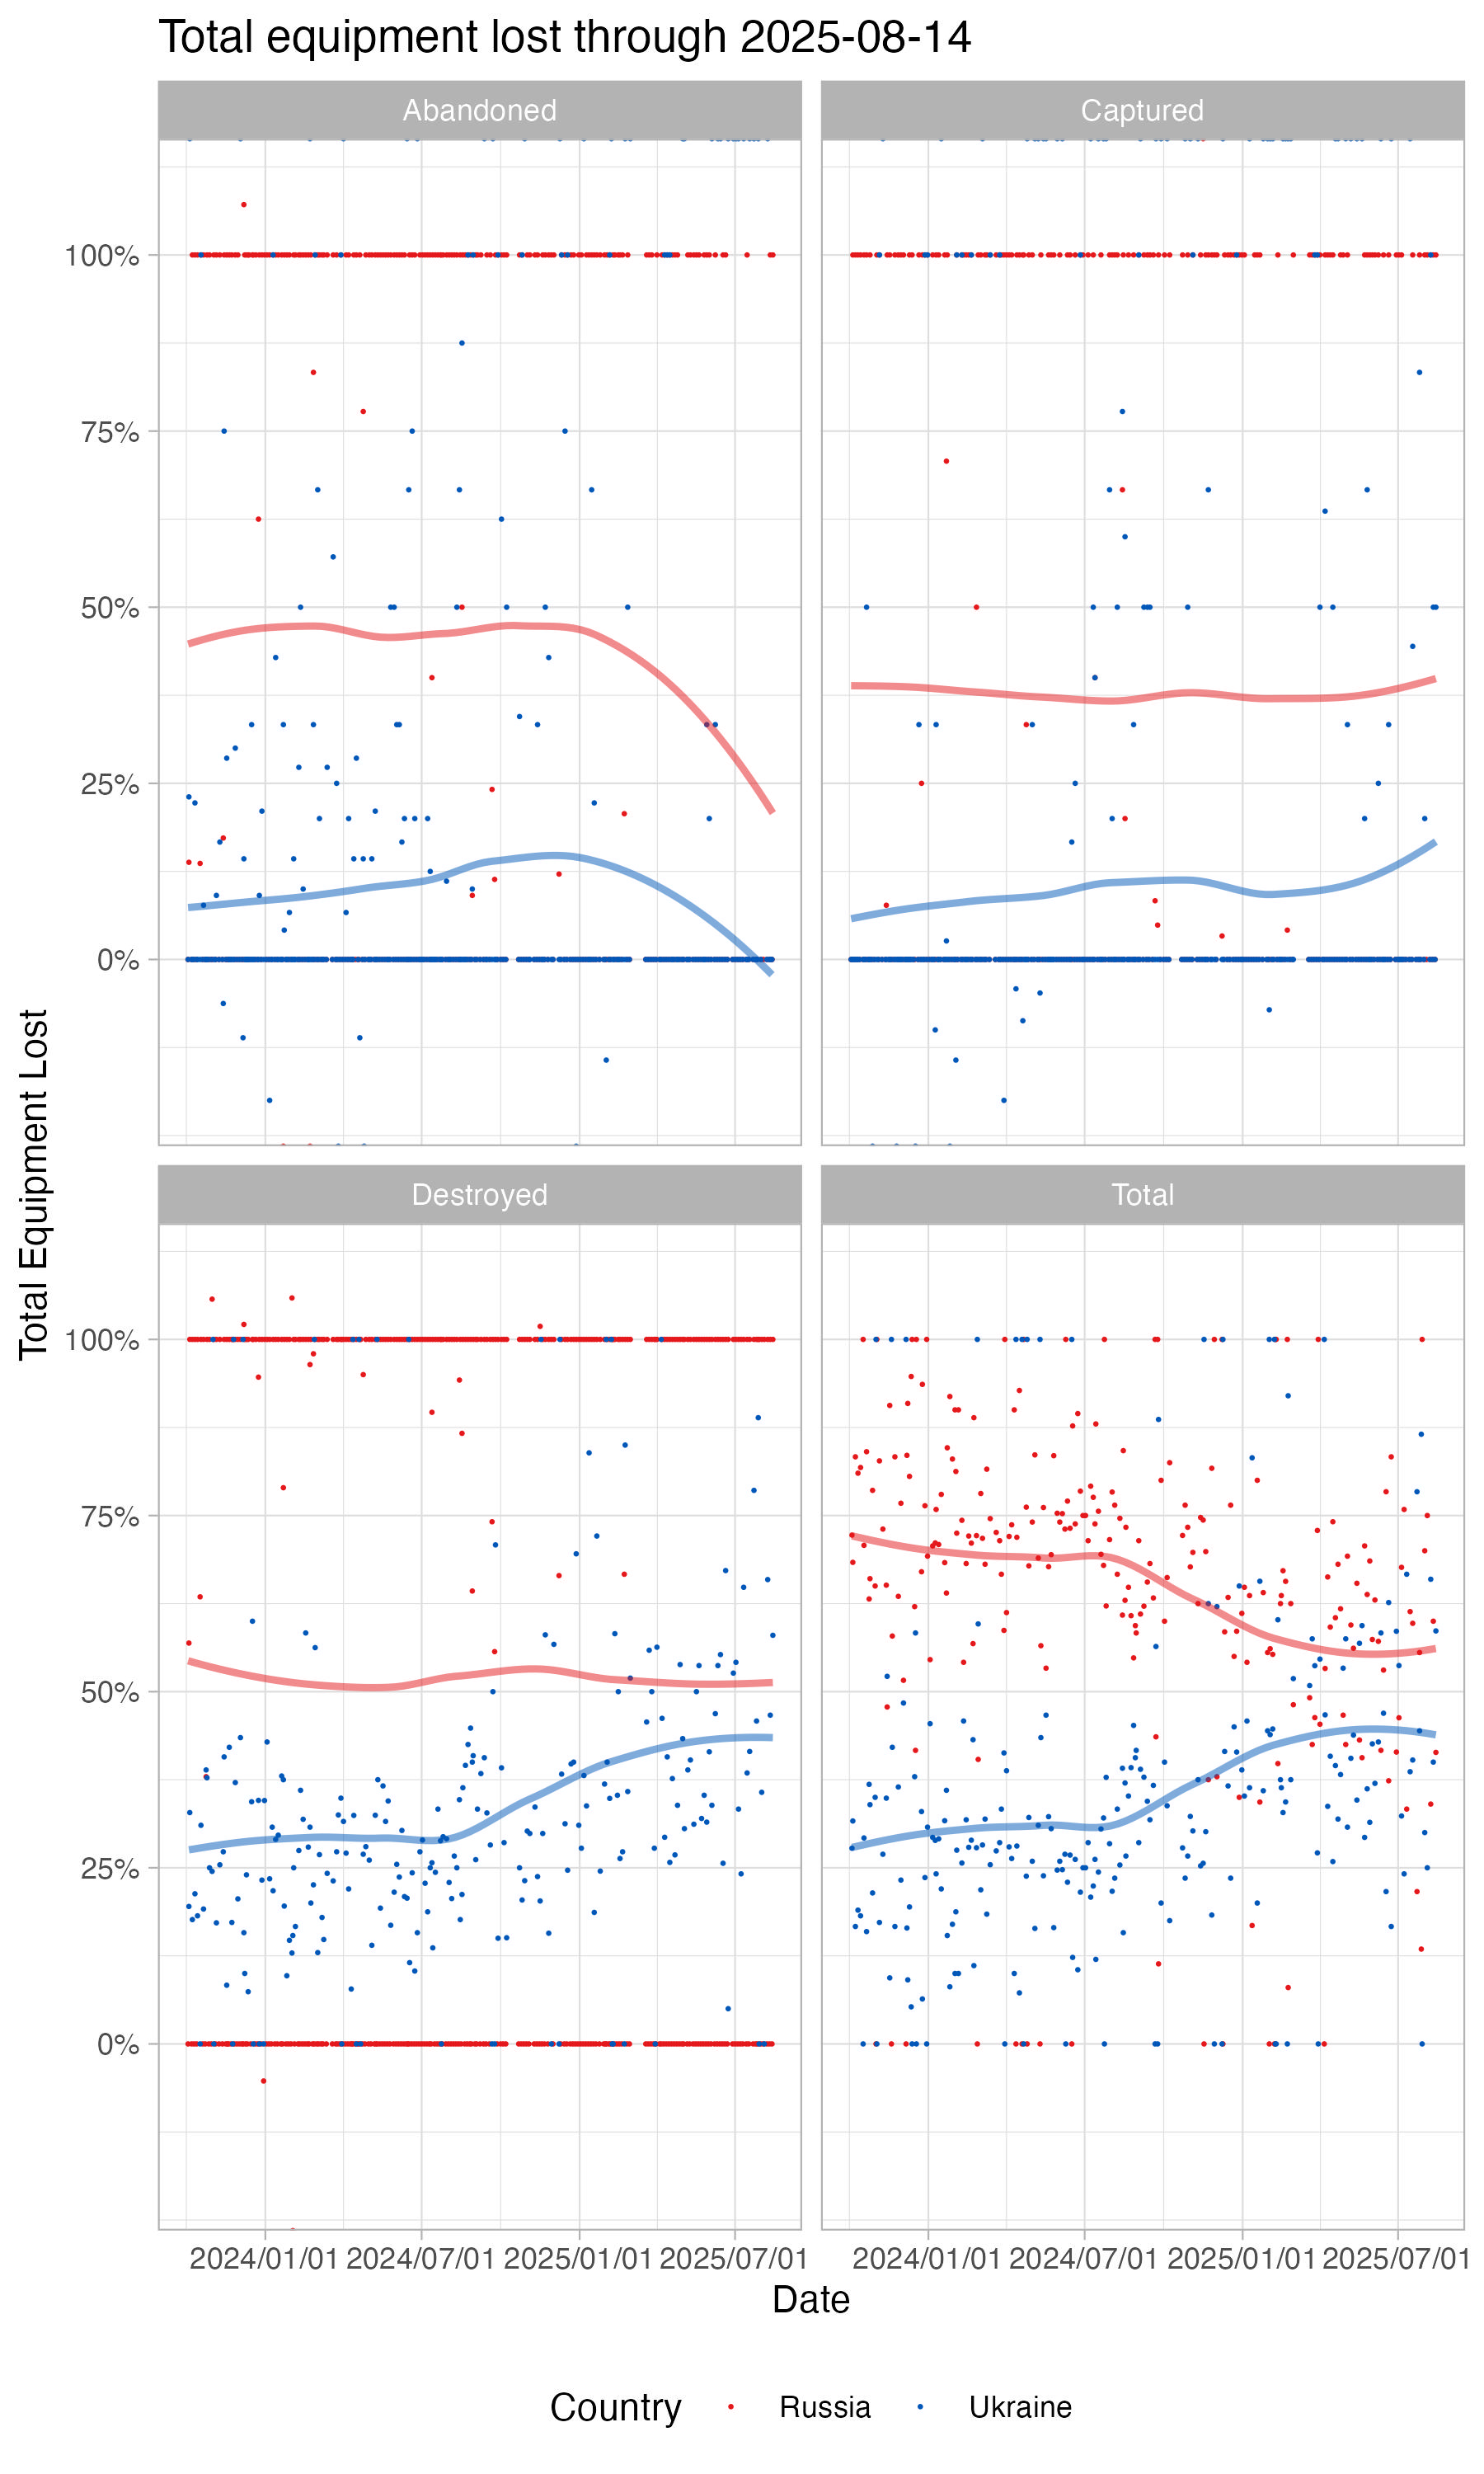 Total equipment lost through 2025-08-14
Abandoned
Captured
100%
75%
50%
25%
0%
Total Equipment Lost
Destroyed
Total
100%
75%
50%
25%
0%
2024/01/01 2024/07/01 2025/01/01 2025/07/01
2024/01/01 2024/07/01 2025/01/01 2025/07/01
Date
Country Russia Ukraine